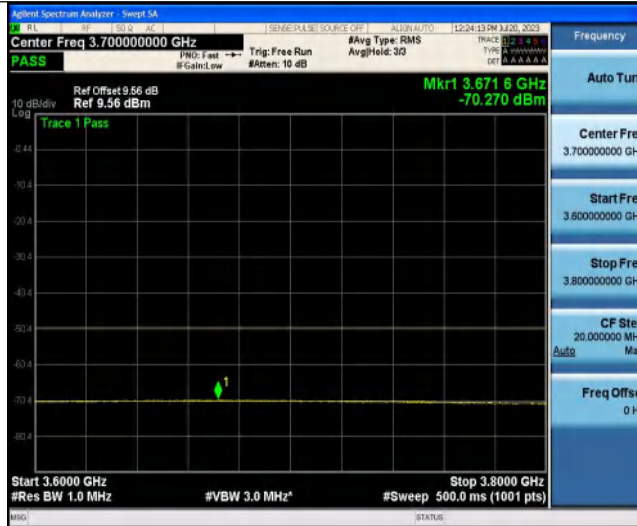 Agilent Spectrum Analyzer - Swept SA
RL RF 50 Ω AC SENSE:PULSE SOURCE OFF ALIGN AUTO 12:24:13 PM Jul 20, 2023
Center Freq 3.700000000 GHz
PASS
PNO: Fast
IFGain:Low
Trig: Free Run
#Atten: 10 dB
#Avg Type: RMS
Avg|Hold: 3/3
TRACE 1 2 3 4 5 6
TYPE A
DET A A A A A A
Mkr1 3.671 6 GHz
-70.270 dBm
Ref Offset 9.56 dB
Ref 9.56 dBm
10 dB/div
Log
Trace 1 Pass
-0.44
-10.4
-20.4
-30.4
-40.4
-50.4
-60.4
-70.4
-80.4
1
Start 3.6000 GHz
Stop 3.8000 GHz
#Res BW 1.0 MHz
#VBW 3.0 MHz*
#Sweep 500.0 ms (1001 pts)
MSG
STATUS
Frequency
Auto Tun
Center Fre
3.700000000 GH
Start Fre
3.600000000 GH
Stop Fre
3.800000000 GH
CF Ste
20.000000 MH
Auto Ma
Freq Offse
0 H